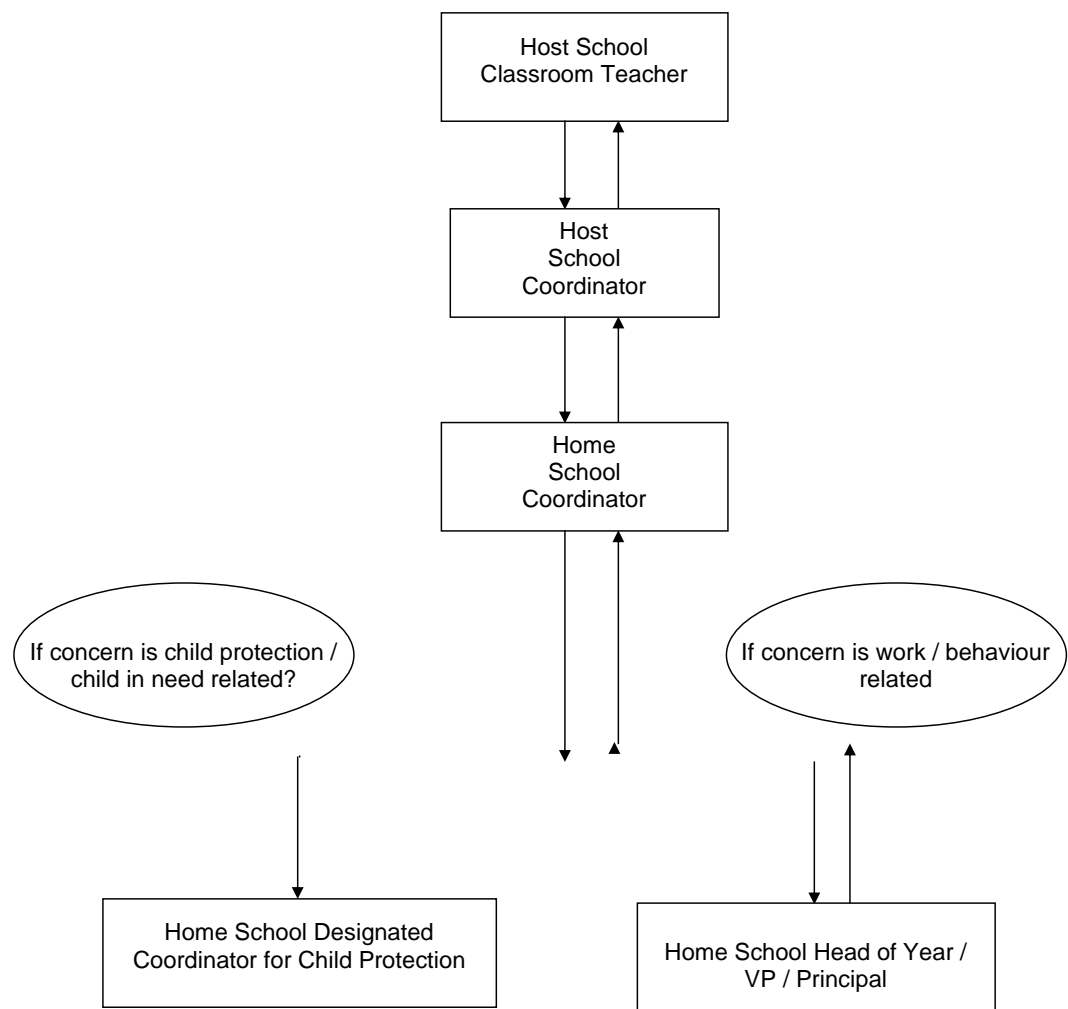 Host School
Classroom Teacher
Host
School
Coordinator
Home
School
Coordinator
If concern is child protection /
child in need related?
If concern is work / behaviour
related
Home School Designated
Coordinator for Child Protection
Home School Head of Year /
VP / Principal